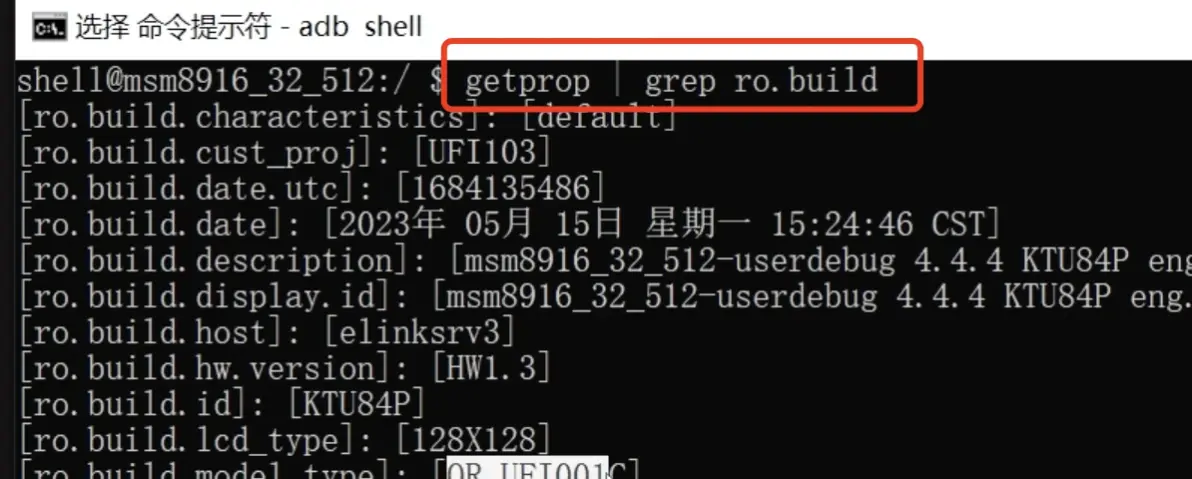 选择 命令提示符 - adb  shell
shell@msm8916_32_512:/ $ getprop | grep ro.build
[ro.build.characteristics]: [default]
[ro.build.cust_proj]: [UFI103]
[ro.build.date.utc]: [1684135486]
[ro.build.date]: [2023年 05月 15日 星期一 15:24:46 CST]
[ro.build.description]: [msm8916_32_512-userdebug 4.4.4 KTU84P eng
[ro.build.display.id]: [msm8916_32_512-userdebug 4.4.4 KTU84P eng.
[ro.build.host]: [elinksrv3]
[ro.build.hw.version]: [HW1.3]
[ro.build.id]: [KTU84P]
[ro.build.lcd_type]: [128X128]
[ro.build.model_type]: [QR_UFI001C]